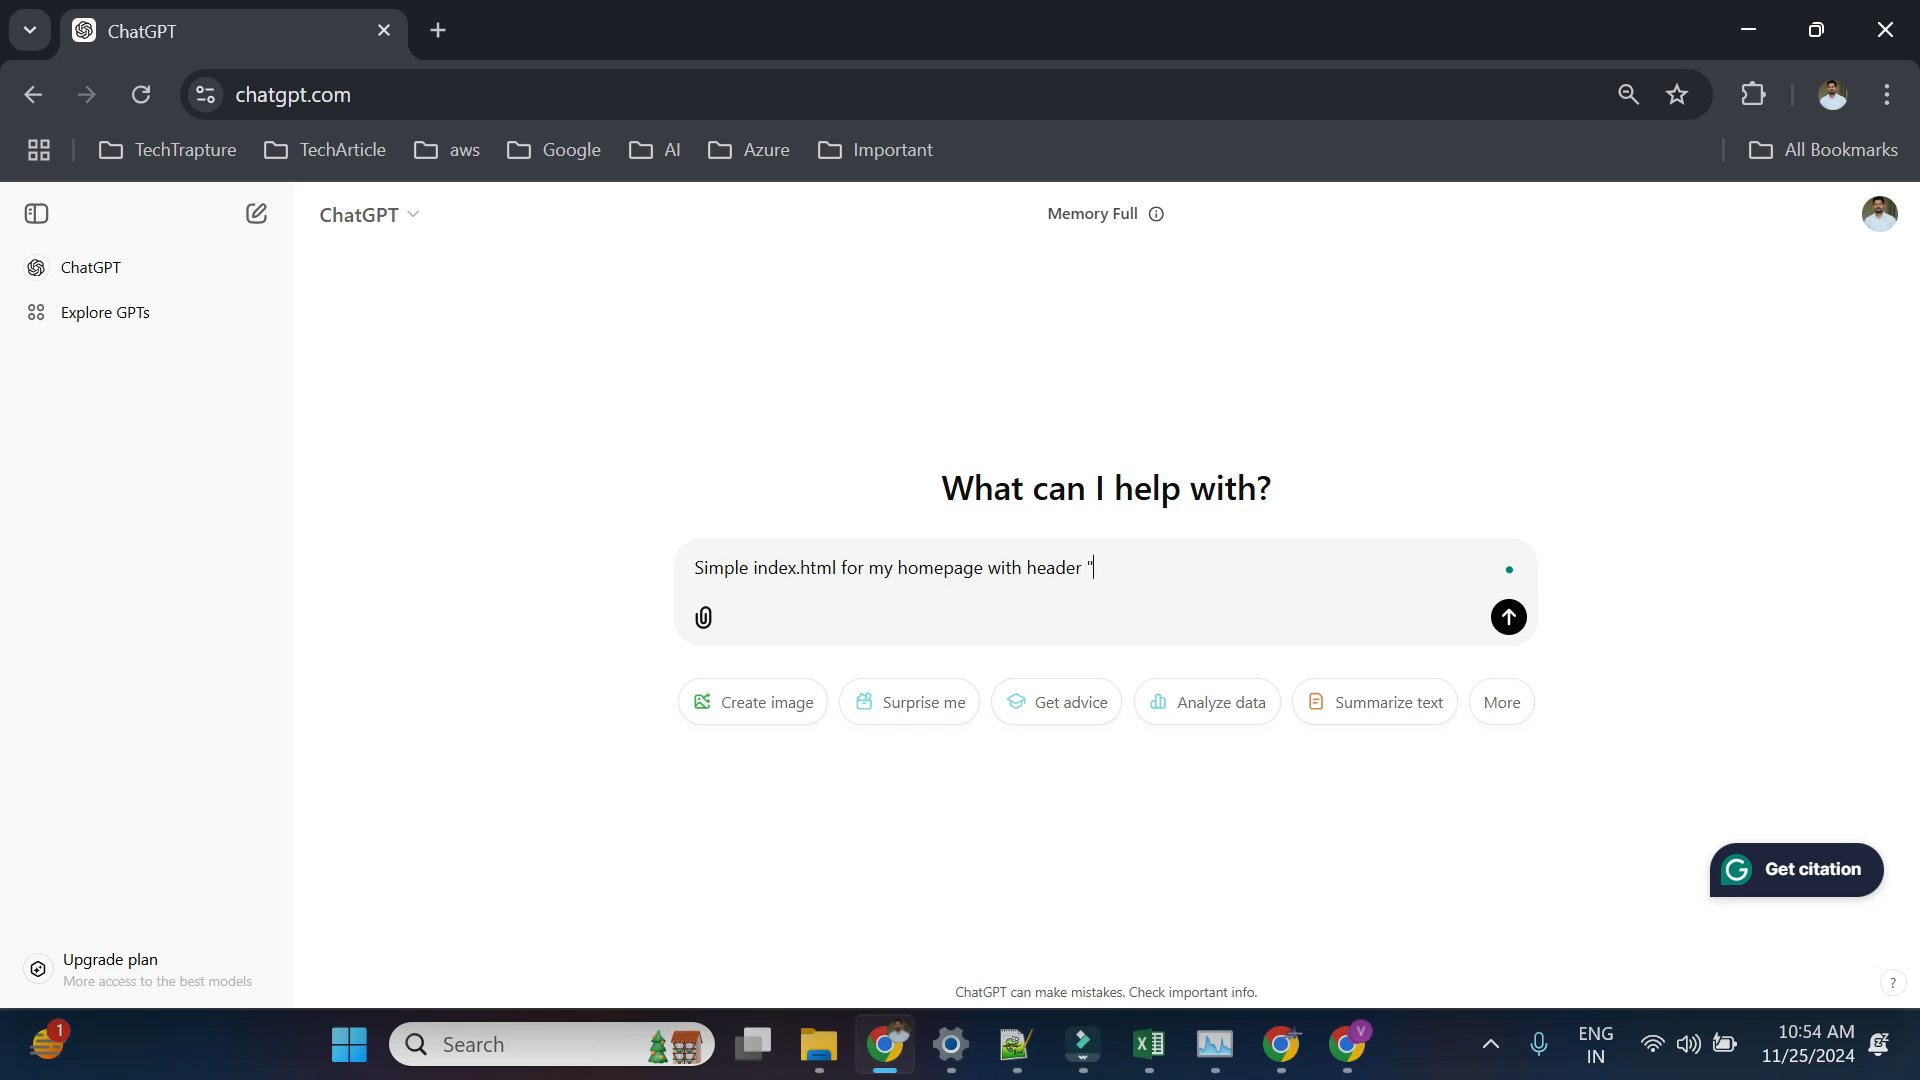 ChatGPT
chatgpt.com
TechTrapture
TechArticle
aws
Google
AI
Azure
Important
All Bookmarks
ChatGPT
Memory Full
ChatGPT
Explore GPTs
What can I help with?
Simple index.html for my homepage with header "
Create image
Surprise me
Get advice
Analyze data
Summarize text
More
Get citation
Upgrade plan
More access to the best models
ChatGPT can make mistakes. Check important info.
?
1
Search
V
ENG
IN
10:54 AM
11/25/2024